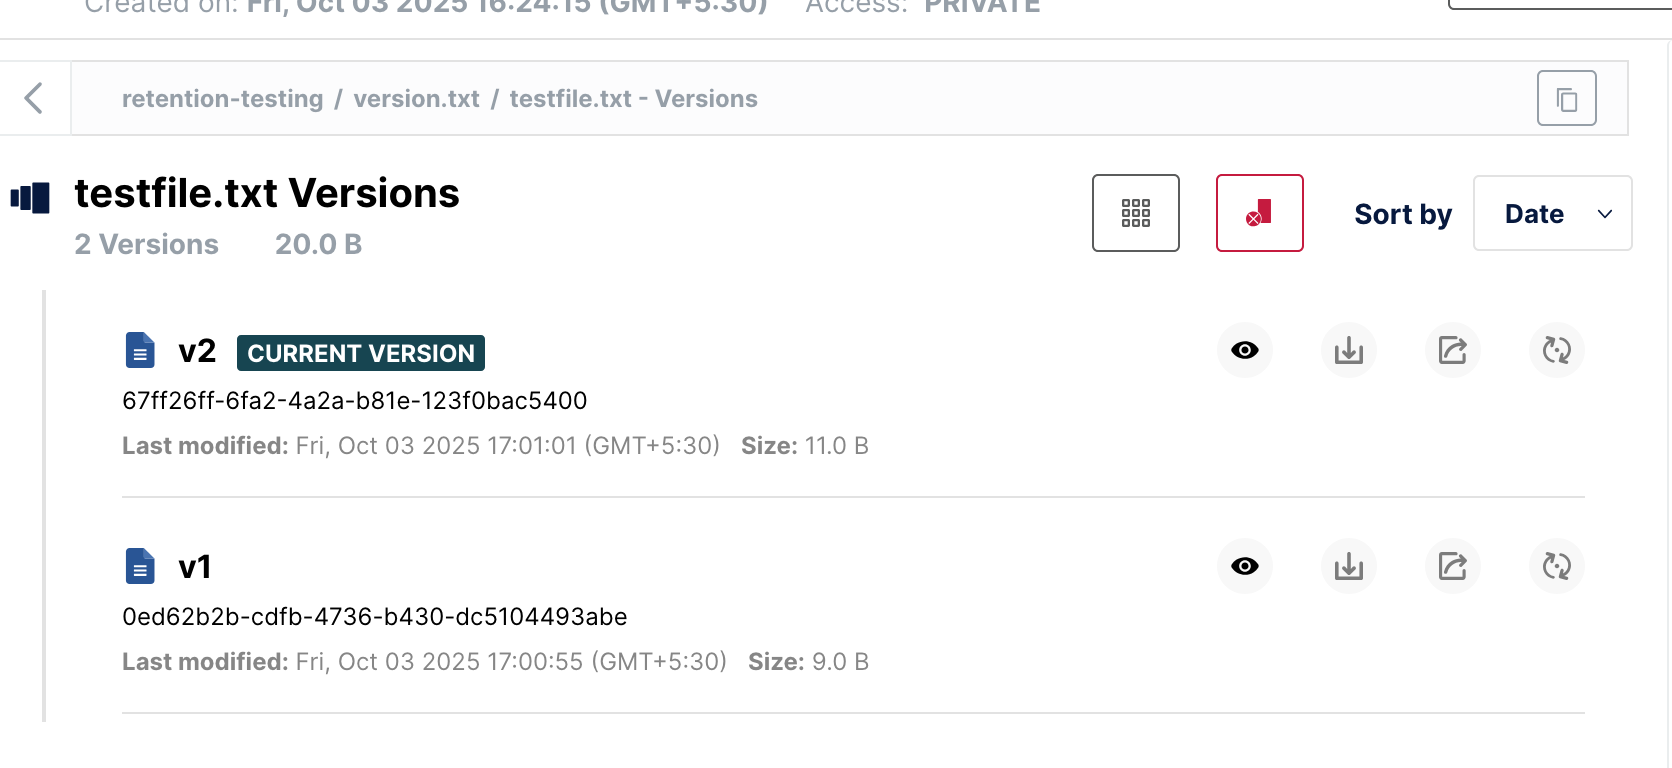 Created on: Fri, Oct 03 2025 16:24:15 (GMT+5:30) Access: PRIVATE
retention-testing / version.txt / testfile.txt - Versions
testfile.txt Versions
2 Versions 20.0 B
Sort by Date
v2 CURRENT VERSION
67ff26ff-6fa2-4a2a-b81e-123f0bac5400
Last modified: Fri, Oct 03 2025 17:01:01 (GMT+5:30) Size: 11.0 B
v1
0ed62b2b-cdfb-4736-b430-dc5104493abe
Last modified: Fri, Oct 03 2025 17:00:55 (GMT+5:30) Size: 9.0 B